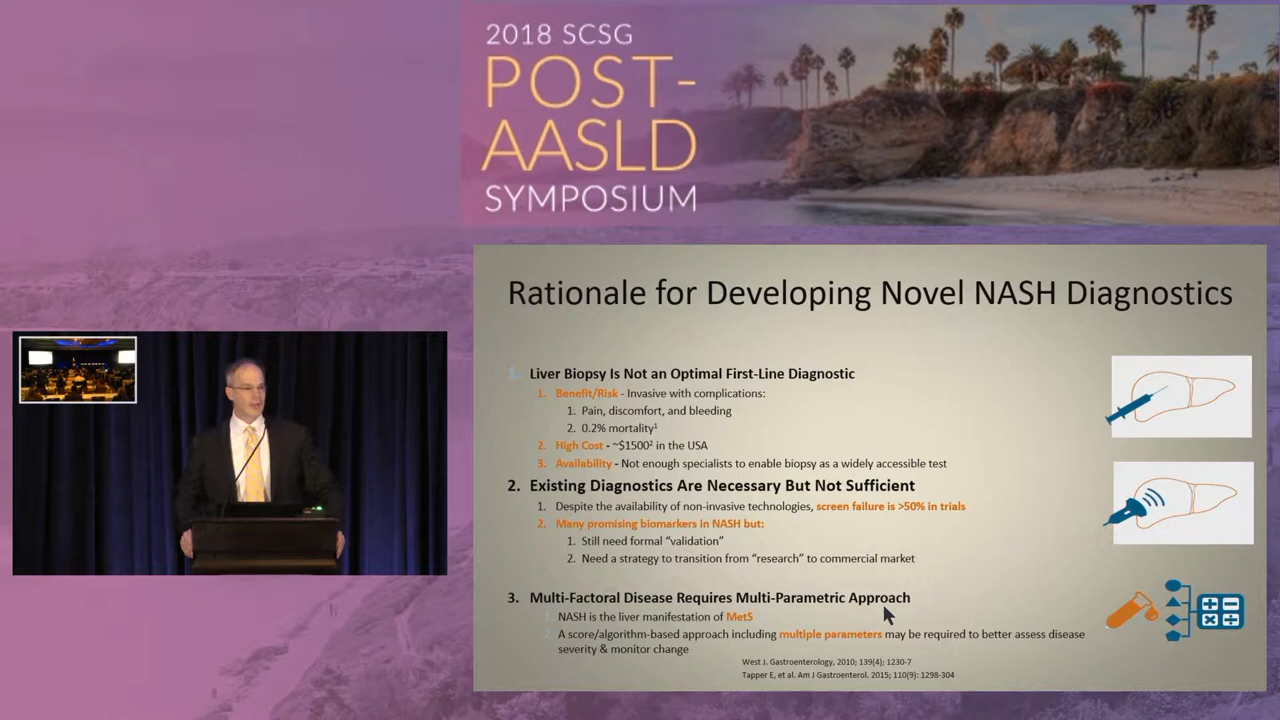 2018 SCSG
POST-
AASLD
SYMPOSIUM
Rationale for Developing Novel NASH Diagnostics
1. Liver Biopsy Is Not an Optimal First-Line Diagnostic
1. Benefit/Risk - Invasive with complications:
1. Pain, discomfort, and bleeding
2. 0.2% mortality¹
2. High Cost - ~$1500² in the USA
3. Availability - Not enough specialists to enable biopsy as a widely accessible test
2. Existing Diagnostics Are Necessary But Not Sufficient
1. Despite the availability of non-invasive technologies, screen failure is >50% in trials
2. Many promising biomarkers in NASH but:
1. Still need formal “validation”
2. Need a strategy to transition from “research” to commercial market
3. Multi-Factoral Disease Requires Multi-Parametric Approach
1. NASH is the liver manifestation of MetS
2. A score/algorithm-based approach including multiple parameters may be required to better assess disease
severity & monitor change
West J. Gastroenterology, 2010; 139(4); 1230-7
Tapper E, et al. Am J Gastroenterol. 2015; 110(9): 1298-304